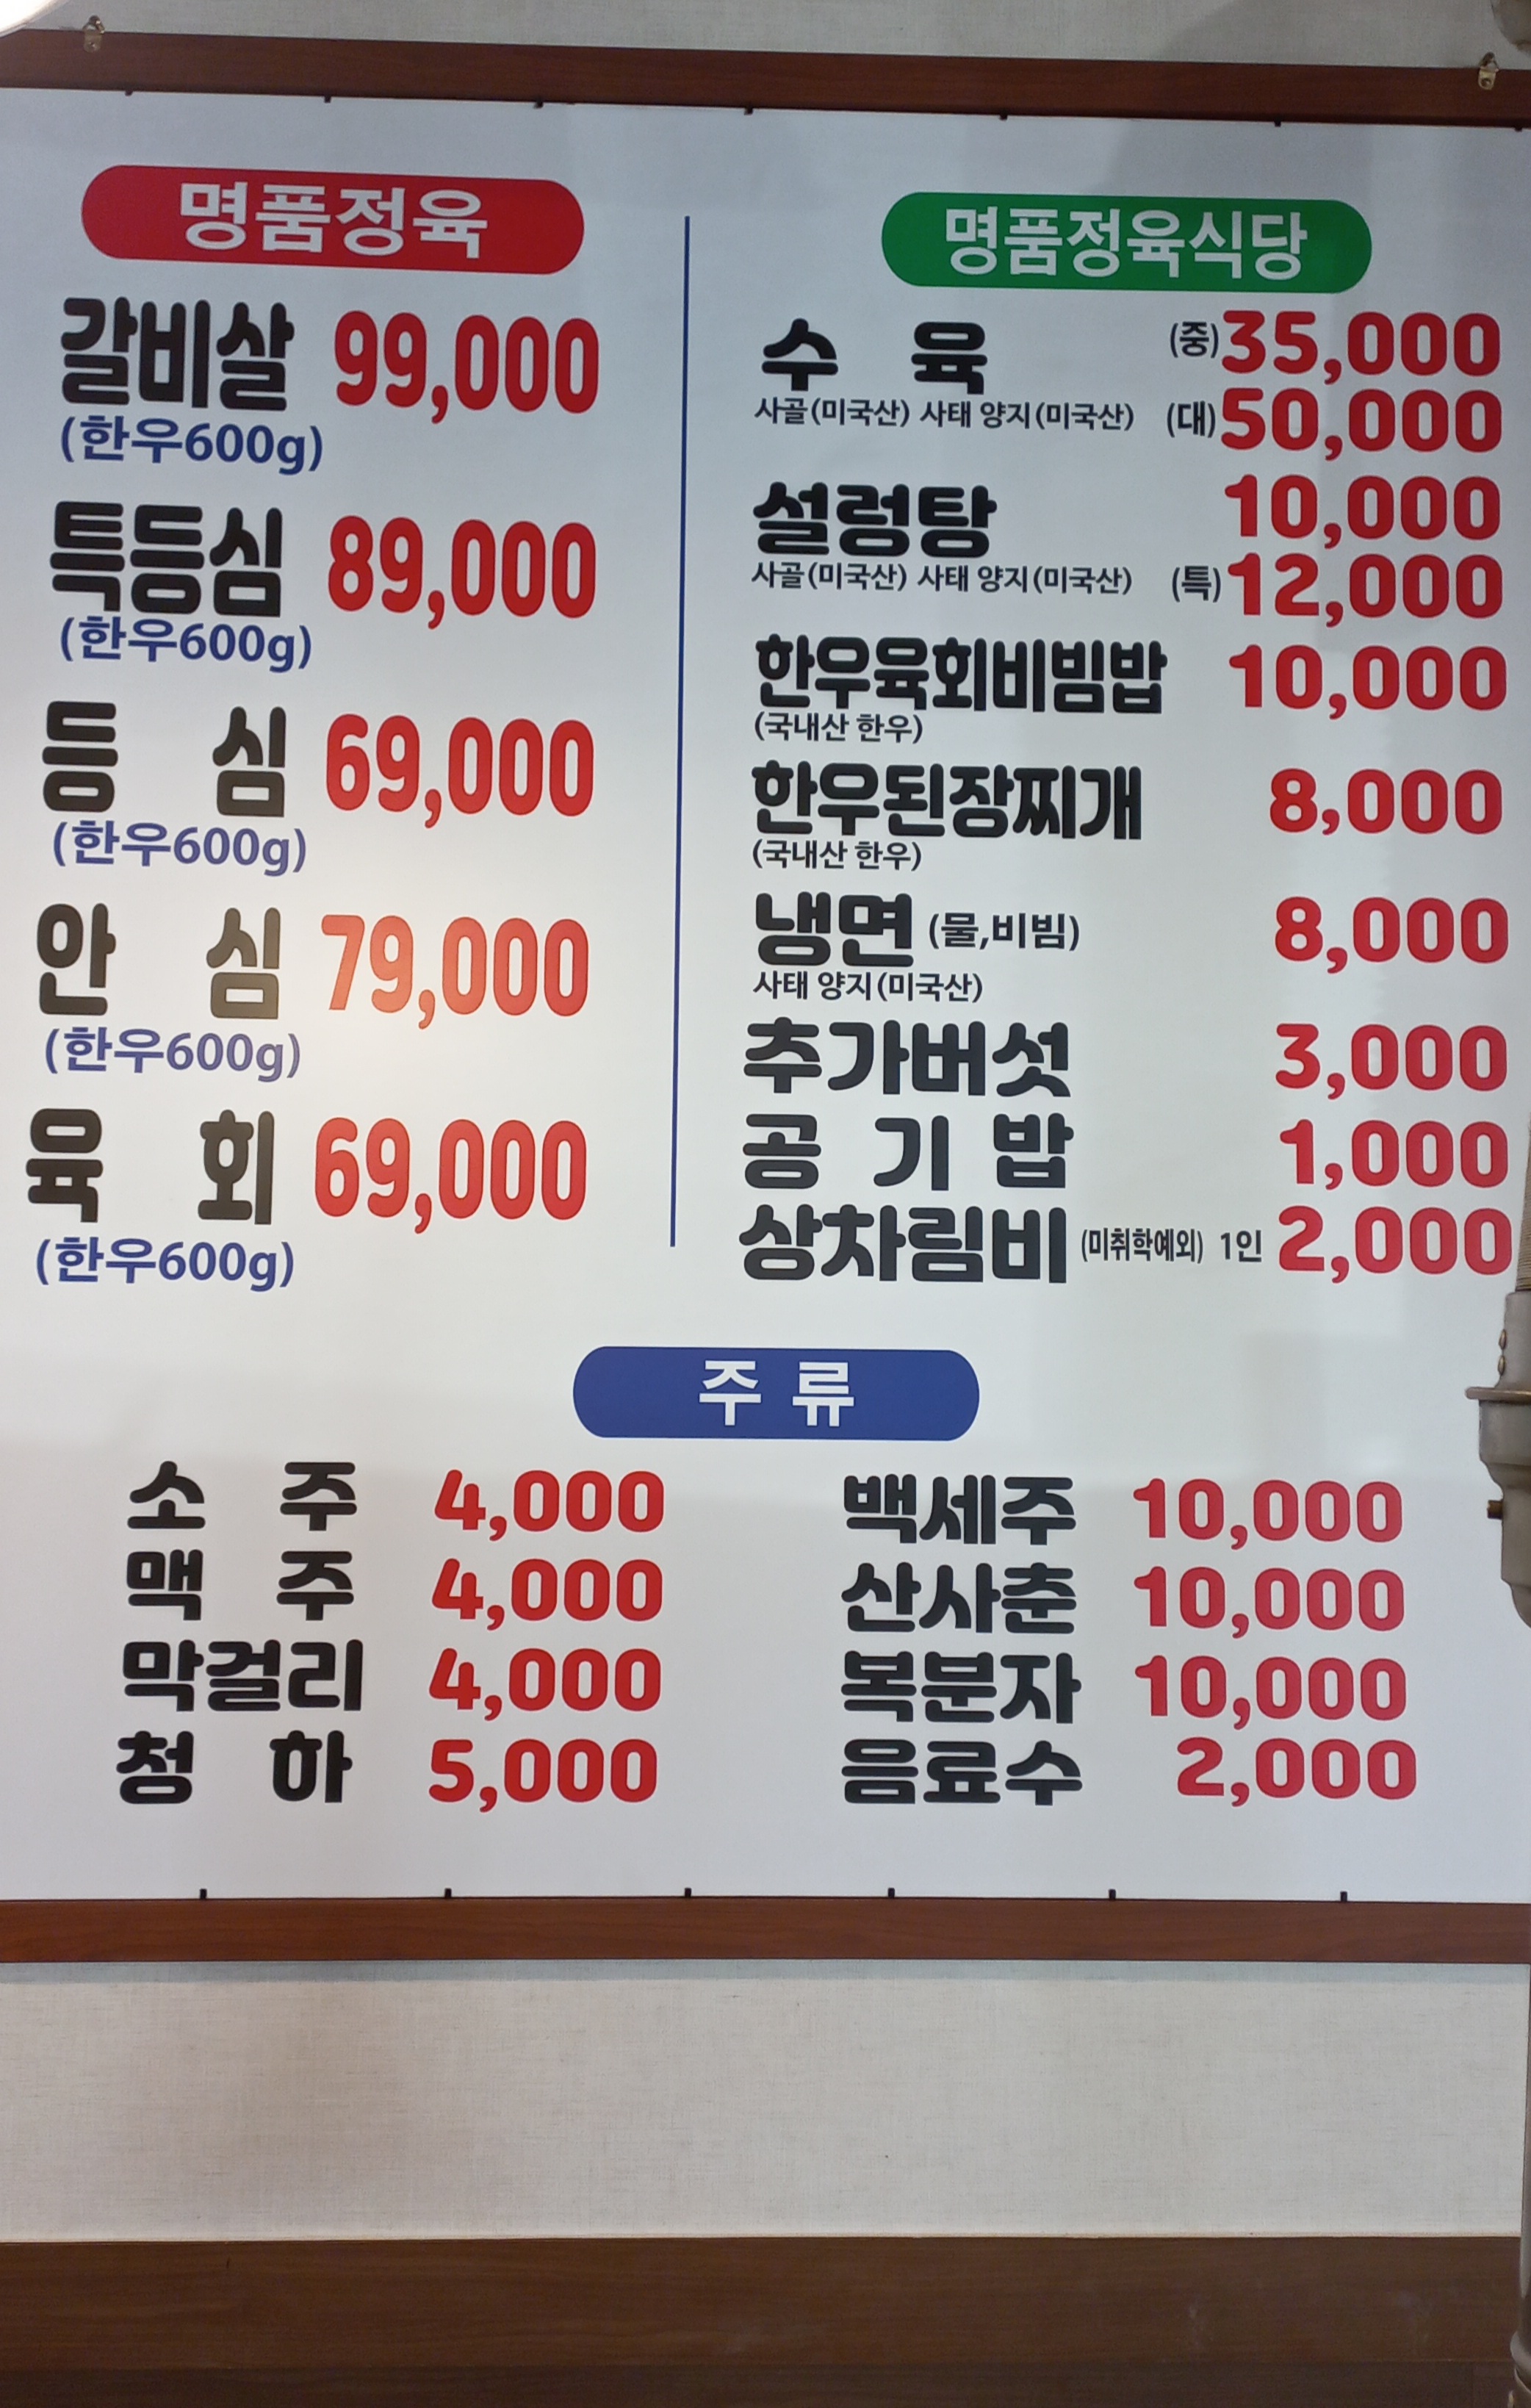 명품정육
갈비살 99,000
(한우600g)
특등심 89,000
(한우600g)
등 심 69,000
(한우600g)
안 심 79,000
(한우600g)
육 회 69,000
(한우600g)
명품정육식당
수 육 (중)35,000
사골(미국산) 사태 양지(미국산) (대)50,000
설렁탕 10,000
사골(미국산) 사태 양지(미국산) (특)12,000
한우육회비빔밥 10,000
(국내산 한우)
한우된장찌개 8,000
(국내산 한우)
냉면 (물,비빔) 8,000
사태 양지(미국산)
추가버섯 3,000
공 기 밥 1,000
상차림비 (미취학예외) 1인 2,000
주 류
소 주 4,000
맥 주 4,000
막걸리 4,000
청 하 5,000
백세주 10,000
산사춘 10,000
복분자 10,000
음료수 2,000